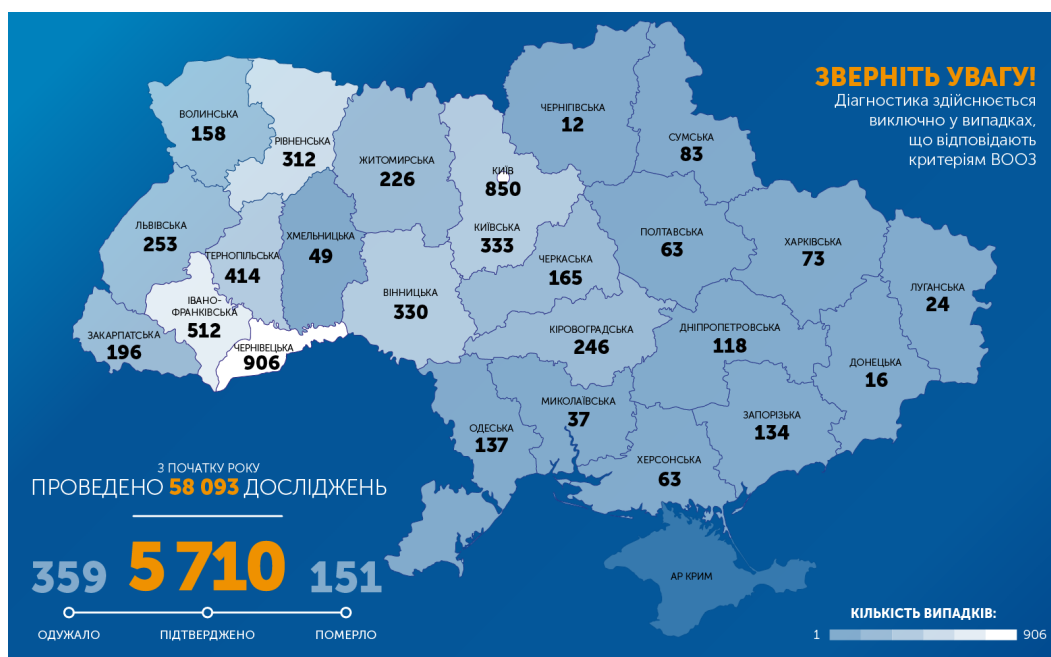 ЗВЕРНІТЬ УВАГУ!
Діагностика здійснюється
виключно у випадках,
що відповідають
критеріям ВООЗ
ВОЛИНСЬКА
158
РІВНЕНСЬКА
312
ЖИТОМИРСЬКА
226
КИЇВ
850
ЧЕРНІГІВСЬКА
12
СУМСЬКА
83
ЛЬВІВСЬКА
253
ТЕРНОПІЛЬСЬКА
414
ХМЕЛЬНИЦЬКА
49
КИЇВСЬКА
333
ПОЛТАВСЬКА
63
ХАРКІВСЬКА
73
ЛУГАНСЬКА
24
ІВАНО-
ФРАНКІВСЬКА
512
ВІННИЦЬКА
330
ЧЕРКАСЬКА
165
ЗАКАРПАТСЬКА
196
ЧЕРНІВЕЦЬКА
906
КІРОВОГРАДСЬКА
246
ДНІПРОПЕТРОВСЬКА
118
ДОНЕЦЬКА
16
ОДЕСЬКА
137
МИКОЛАЇВСЬКА
37
ХЕРСОНСЬКА
63
ЗАПОРІЗЬКА
134
АР КРИМ
З ПОЧАТКУ РОКУ
ПРОВЕДЕНО 58 093 ДОСЛІДЖЕНЬ
359 5 710 151
ОДУЖАЛО ПІДТВЕРДЖЕНО ПОМЕРЛО
КІЛЬКІСТЬ ВИПАДКІВ:
1 906